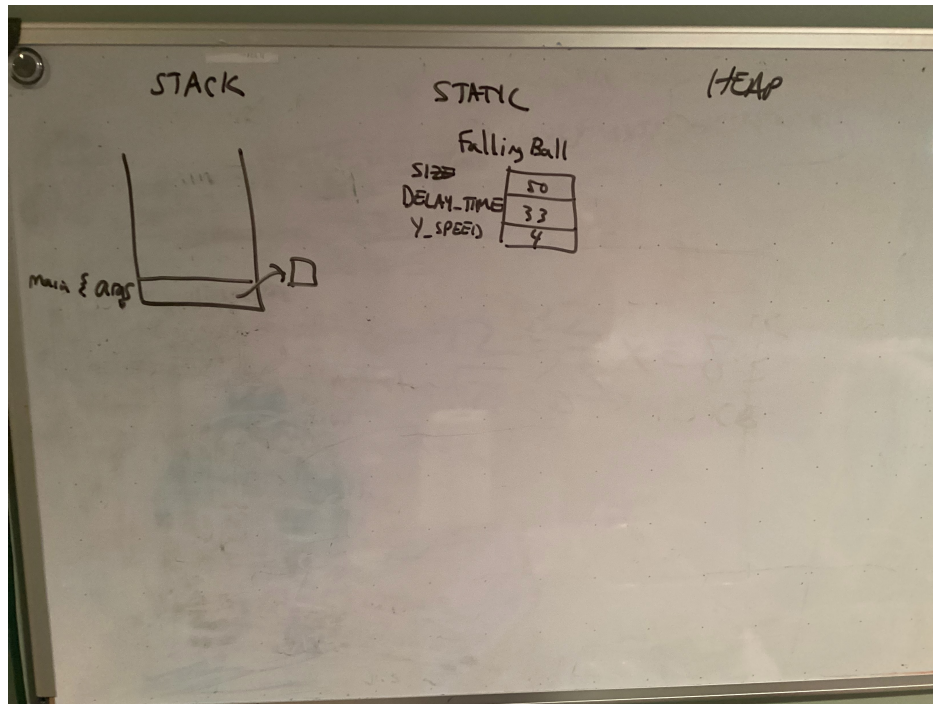 STACK
STATIC
HEAP
Falling Ball
SIZE 50
DELAY_TIME 33
Y_SPEED 4
main { args